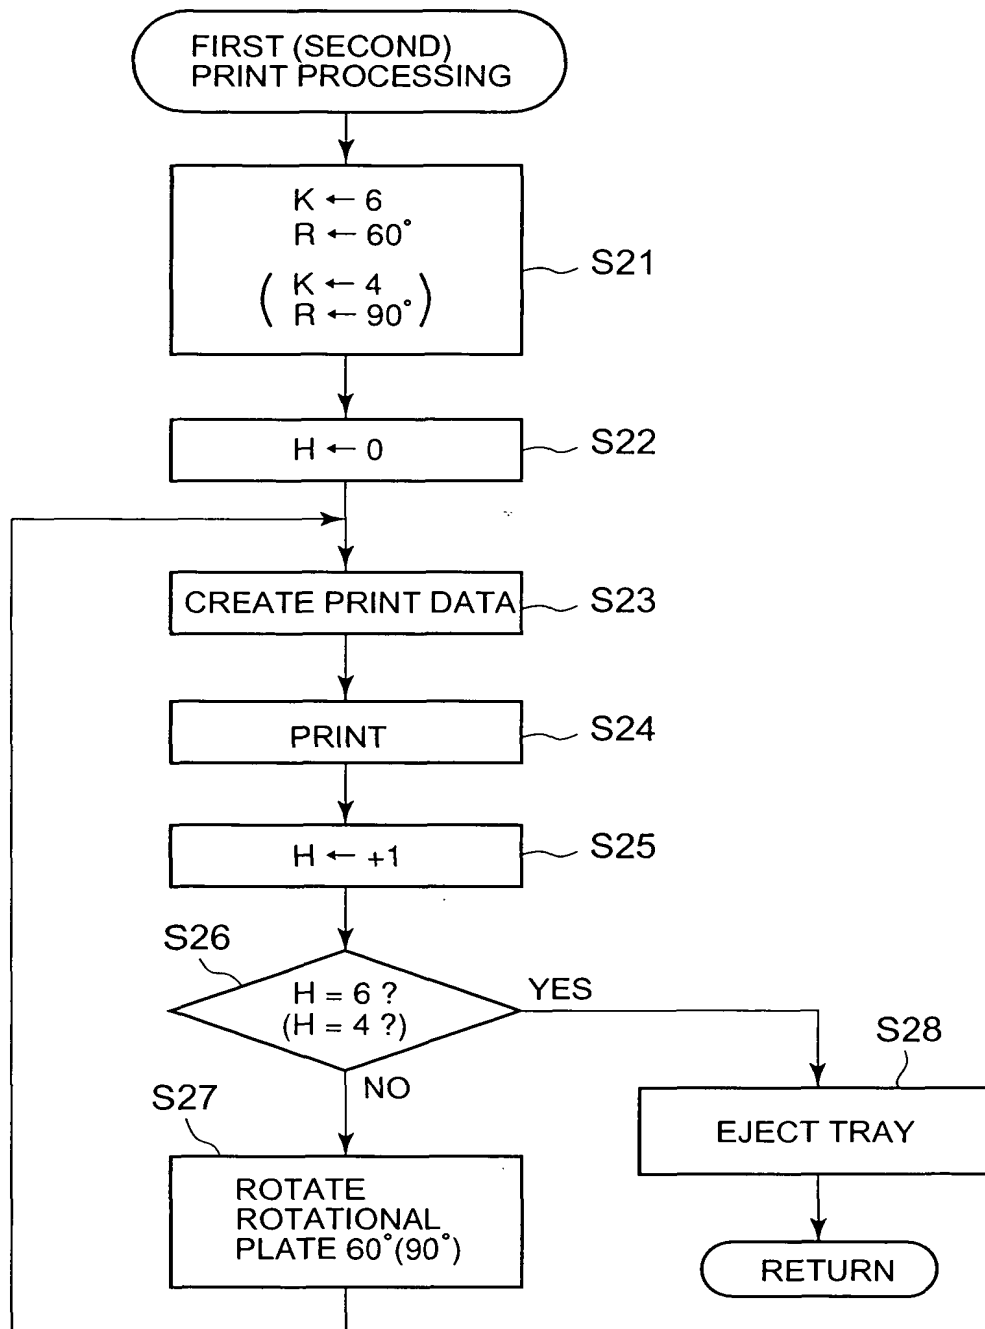 FIRST (SECOND)
PRINT PROCESSING
K ← 6
R ← 60°
( K ← 4
R ← 90° )
S21
H ← 0
S22
CREATE PRINT DATA
S23
PRINT
S24
H ← +1
S25
S26
H = 6 ?
(H = 4 ?)
YES
NO
S28
EJECT TRAY
S27
ROTATE
ROTATIONAL
PLATE 60°(90°)
RETURN